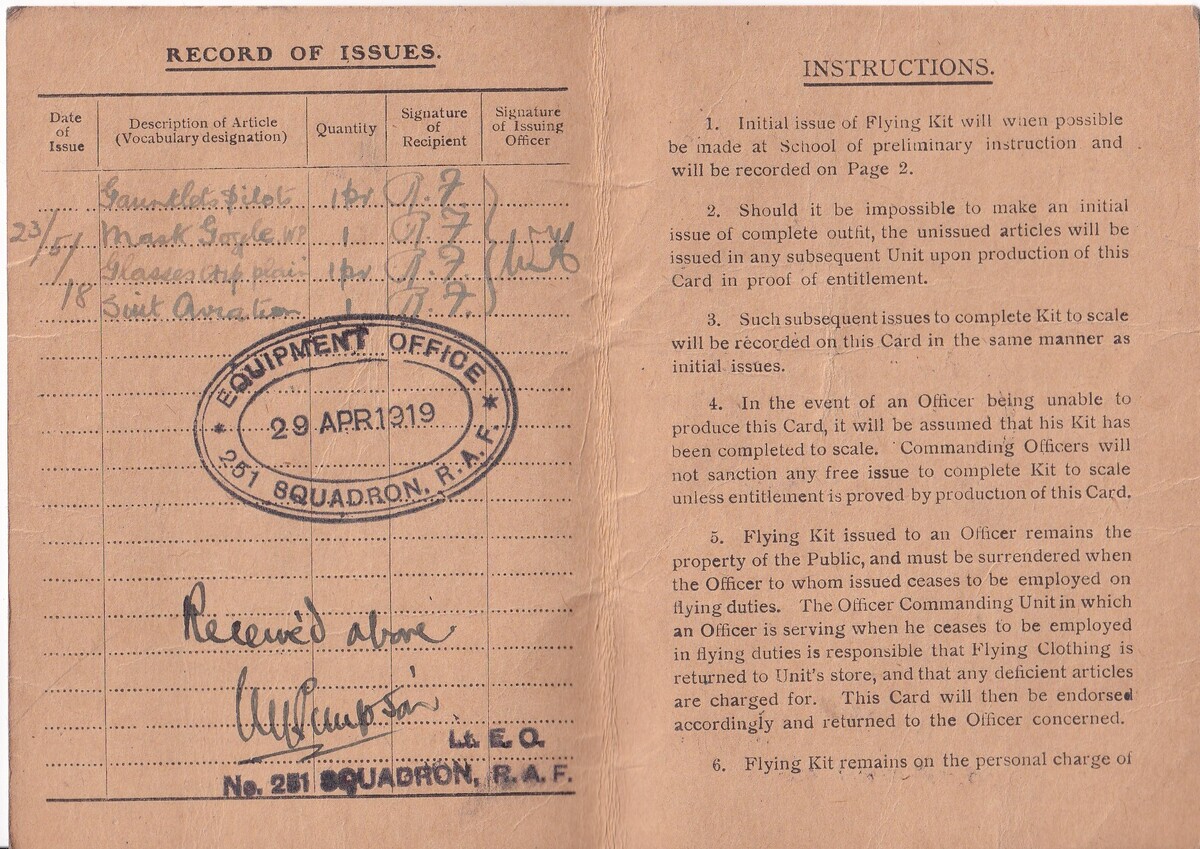 RECORD OF ISSUES.
Date of Issue
Description of Article (Vocabulary designation)
Quantity
Signature of Recipient
Signature of Issuing Officer
Gauntlets Pilots 1 pr
23/5/18
Mask Gogle WP 1
Glasses plain 1 pr
Suit Aviation 1
EQUIPMENT OFFICE
29 APR 1919
251 SQUADRON, R.A.F.
Received above
Lt. E. O.
No. 251 SQUADRON, R. A. F.
INSTRUCTIONS.
1. Initial issue of Flying Kit will when possible
be made at School of preliminary instruction and
will be recorded on Page 2.
2. Should it be impossible to make an initial
issue of complete outfit, the unissued articles will be
issued in any subsequent Unit upon production of this
Card in proof of entitlement.
3. Such subsequent issues to complete Kit to scale
will be recorded on this Card in the same manner as
initial issues.
4. In the event of an Officer being unable to
produce this Card, it will be assumed that his Kit has
been completed to scale. Commanding Officers will
not sanction any free issue to complete Kit to scale
unless entitlement is proved by production of this Card.
5. Flying Kit issued to an Officer remains the
property of the Public, and must be surrendered when
the Officer to whom issued ceases to be employed on
flying duties. The Officer Commanding Unit in which
an Officer is serving when he ceases to be employed
in flying duties is responsible that Flying Clothing is
returned to Unit's store, and that any deficient articles
are charged for. This Card will then be endorsed
accordingly and returned to the Officer concerned.
6. Flying Kit remains on the personal charge of